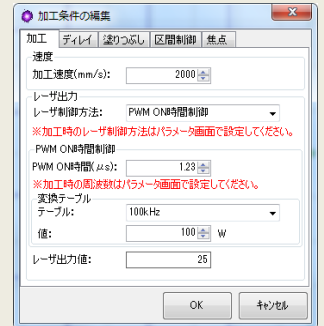 加工条件の編集
加工 ディレイ 塗りつぶし 区間制御 焦点
速度
加工速度(mm/s): 2000
レーザ出力
レーザ制御方法: PWM ON時間制御
※加工時のレーザ制御方法はパラメータ画面で設定してください。
PWM ON時間制御
PWM ON時間(μs): 1.23
※加工時の周波数はパラメータ画面で設定してください。
変換テーブル
テーブル: 100kHz
値: 100 W
レーザ出力値: 25
OK キャンセル